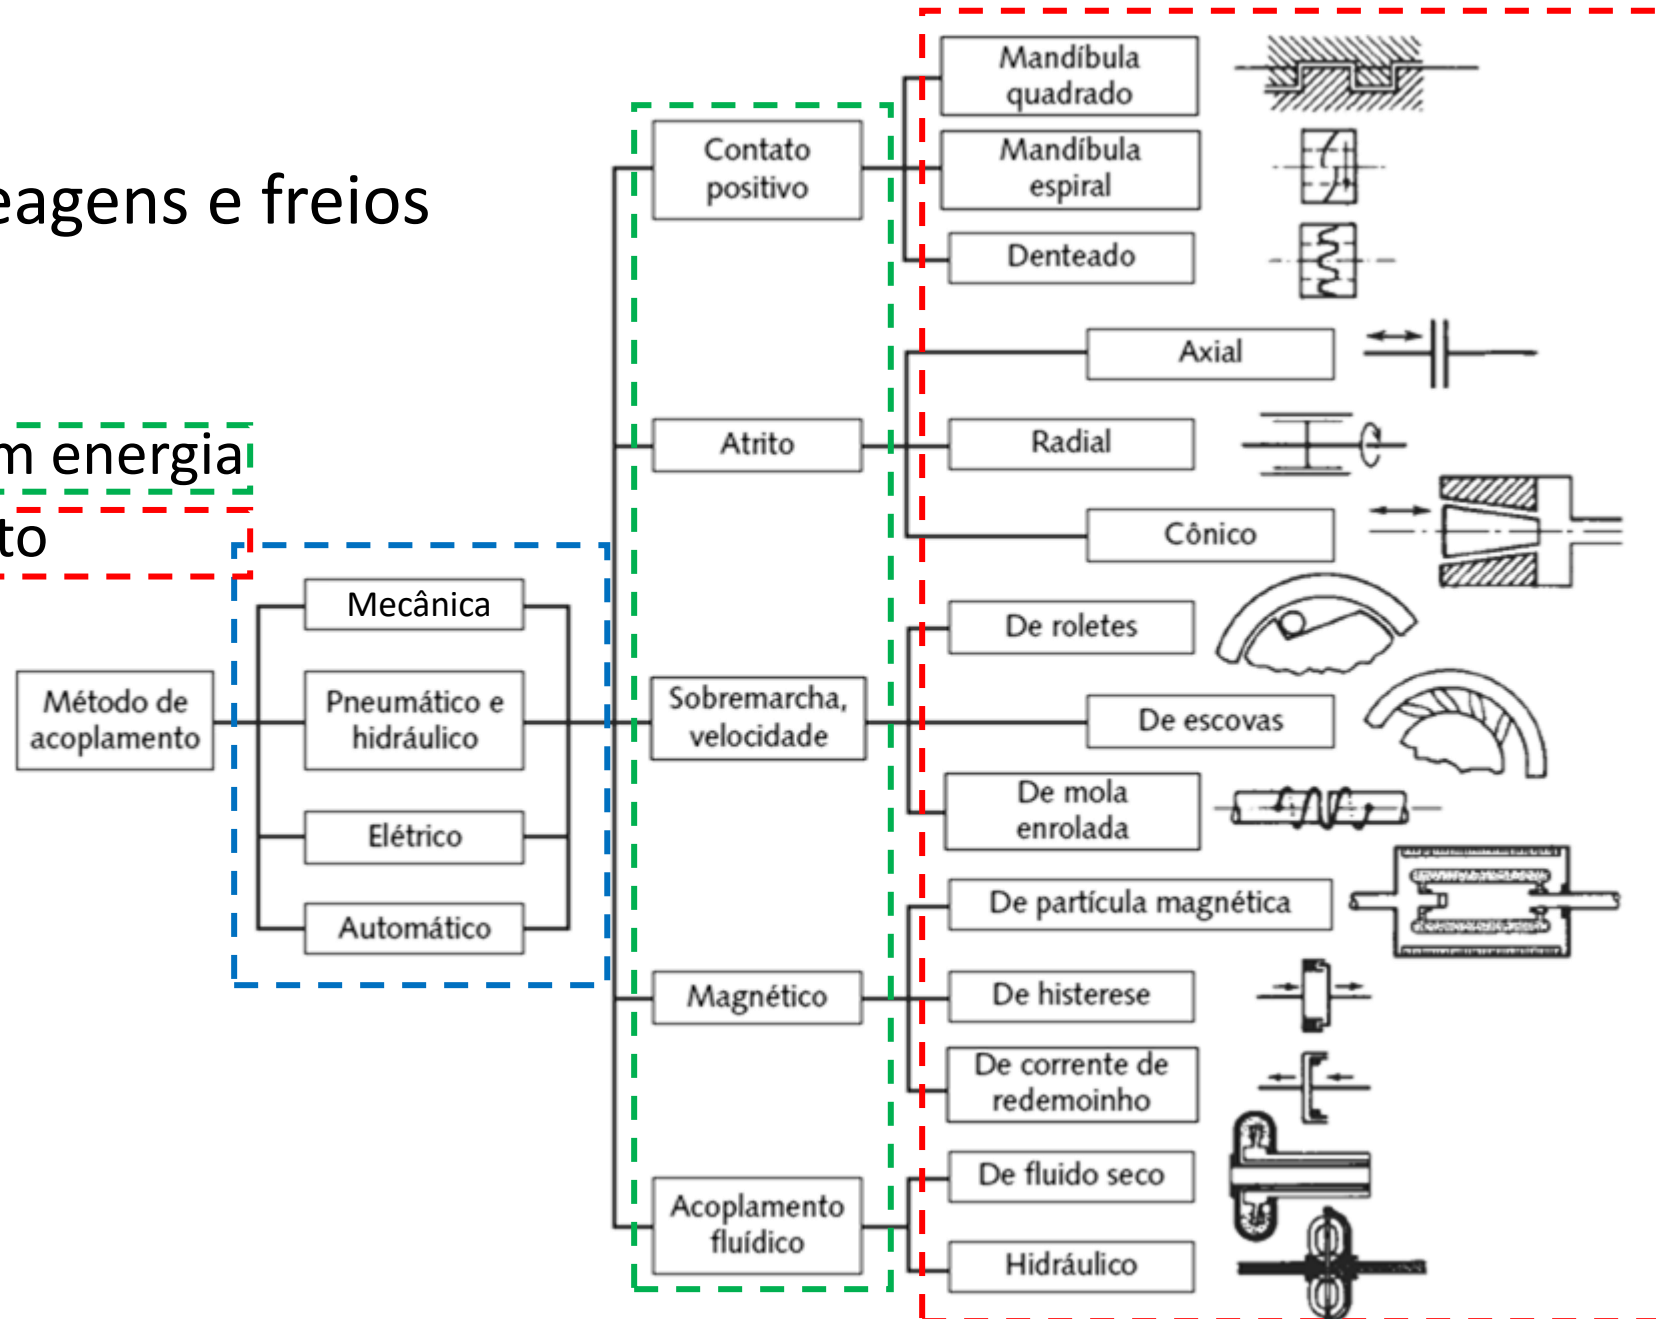 eagens e freios
m energia
to
Método de
acoplamento
Mecânica
Pneumático e
hidráulico
Elétrico
Automático
Contato
positivo
Atrito
Sobremarcha,
velocidade
Magnético
Acoplamento
fluídico
Mandíbula
quadrado
Mandíbula
espiral
Denteado
Axial
Radial
Cônico
De roletes
De escovas
De mola
enrolada
De partícula magnética
De histerese
De corrente de
redemoinho
De fluido seco
Hidráulico